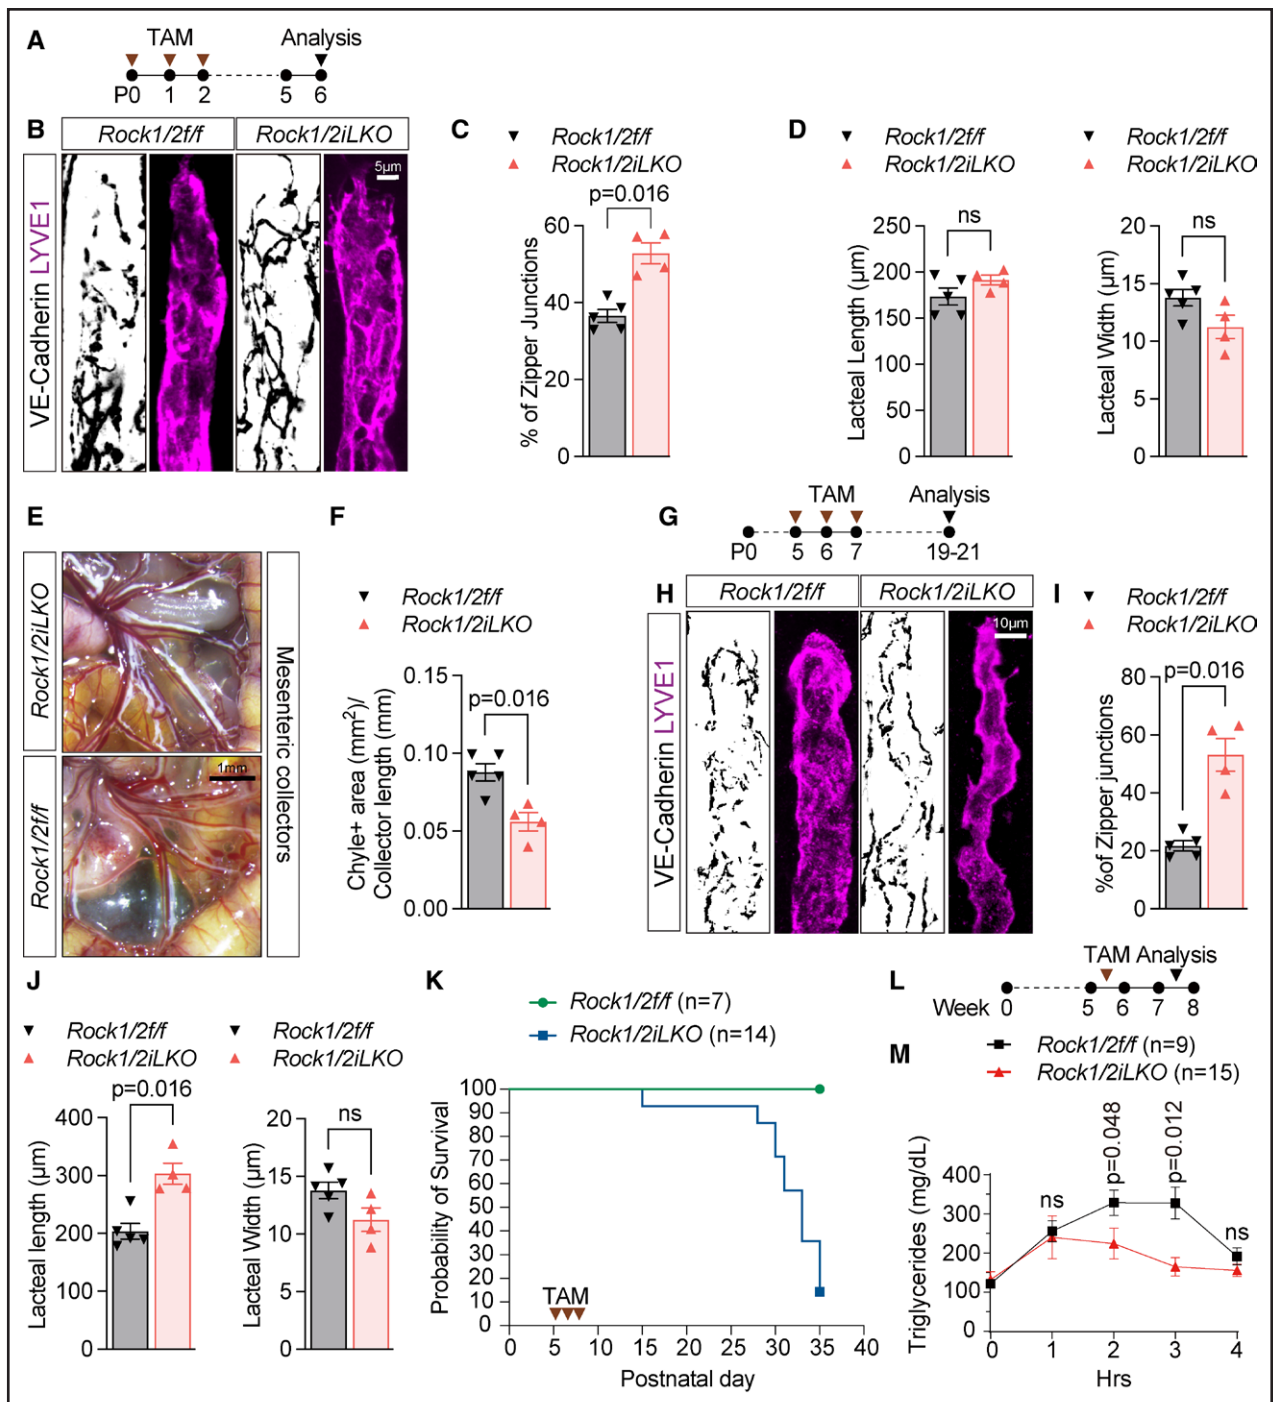 A
TAM
Analysis
P0 1 2 5 6
B
Rock1/2f/f
Rock1/2iLKO
VE-Cadherin LYVE1
5µm
C
Rock1/2f/f
Rock1/2iLKO
p=0.016
% of Zipper Junctions
60
40
20
0
D
Rock1/2f/f
Rock1/2iLKO
ns
Lacteal Length (µm)
250
200
150
100
50
0
Rock1/2f/f
Rock1/2iLKO
ns
Lacteal Width (µm)
20
15
10
5
0
E
Rock1/2iLKO
Rock1/2f/f
1mm
Mesenteric collectors
F
Rock1/2f/f
Rock1/2iLKO
p=0.016
Chyle+ area (mm²)/
Collector length (mm)
0.15
0.10
0.05
0.00
G
TAM
Analysis
P0 5 6 7 19-21
H
Rock1/2f/f
Rock1/2iLKO
VE-Cadherin LYVE1
10µm
I
Rock1/2f/f
Rock1/2iLKO
p=0.016
%of Zipper junctions
80
60
40
20
0
J
Rock1/2f/f
Rock1/2iLKO
p=0.016
Lacteal length (µm)
400
300
200
100
0
Rock1/2f/f
Rock1/2iLKO
ns
Lacteal Width (µm)
20
15
10
5
0
K
Rock1/2f/f (n=7)
Rock1/2iLKO (n=14)
Probability of Survival
100
90
80
70
60
50
40
30
20
10
0
TAM
0 5 10 15 20 25 30 35 40
Postnatal day
L
TAM Analysis
Week 0 5 6 7 8
M
Rock1/2f/f (n=9)
Rock1/2iLKO (n=15)
Triglycerides (mg/dL)
400
300
200
100
0
ns
p=0.048
p=0.012
ns
0 1 2 3 4
Hrs